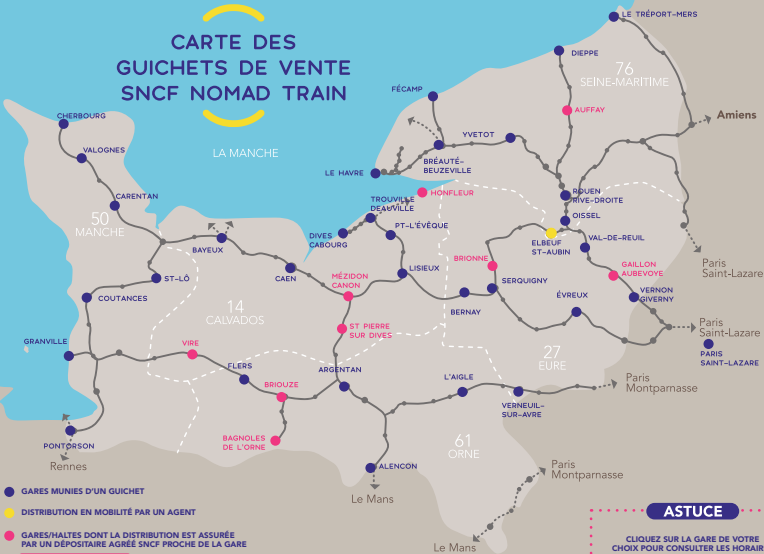 CARTE DES
GUICHETS DE VENTE
SNCF NOMAD TRAIN
LE TRÉPORT-MERS
DIEPPE
76
SEINE-MARITIME
FÉCAMP
AUFFAY
Amiens
CHERBOURG
YVETOT
VALOGNES
LA MANCHE
BRÉAUTÉ-
BEUZEVILLE
LE HAVRE
ROUEN
RIVE-DROITE
HONFLEUR
CARENTAN
TROUVILLE
DEAUVILLE
OISSEL
50
MANCHE
PT-L'ÉVÊQUE
DIVES
CABOURG
ELBEUF
ST-AUBIN
VAL-DE-REUIL
BAYEUX
BRIONNE
GAILLON
AUBEVOYE
Paris
Saint-Lazare
ST-LÔ
CAEN
MÉZIDON
CANON
LISIEUX
SERQUIGNY
COUTANCES
14
CALVADOS
BERNAY
ÉVREUX
VERNON
GIVERNY
ST PIERRE
SUR DIVES
Paris
Saint-Lazare
GRANVILLE
VIRE
27
EURE
PARIS
SAINT-LAZARE
FLERS
ARGENTAN
BRIOUZE
L'AIGLE
VERNEUIL-
SUR-AVRE
Paris
Montparnasse
BAGNOLES
DE L'ORNE
61
ORNE
PONTORSON
Rennes
ALENCON
Le Mans
Paris
Montparnasse
Le Mans
GARES MUNIES D'UN GUICHET
DISTRIBUTION EN MOBILITÉ PAR UN AGENT
GARES/HALTES DONT LA DISTRIBUTION EST ASSURÉE
PAR UN DÉPOSITAIRE AGRÉÉ SNCF PROCHE DE LA GARE
ASTUCE
CLIQUEZ SUR LA GARE DE VOTRE
CHOIX POUR CONSULTER LES HORAIR